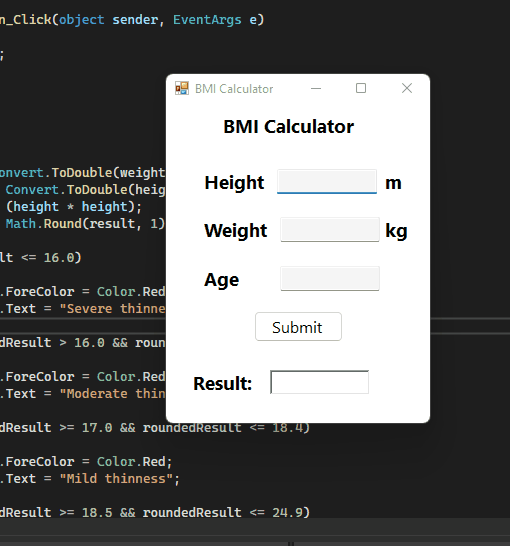 n_Click(object sender, EventArgs e)
;
BMI Calculator
BMI Calculator
Height m
Weight kg
Age
Submit
Result:
onvert.ToDouble(weight
Convert.ToDouble(heig
(height * height);
Math.Round(result, 1)
lt <= 16.0)
.ForeColor = Color.Red
.Text = "Severe thinne
dResult > 16.0 && roun
.ForeColor = Color.Red
.Text = "Moderate thin
dResult >= 17.0 && roundedResult <= 18.4)
.ForeColor = Color.Red;
.Text = "Mild thinness";
dResult >= 18.5 && roundedResult <= 24.9)